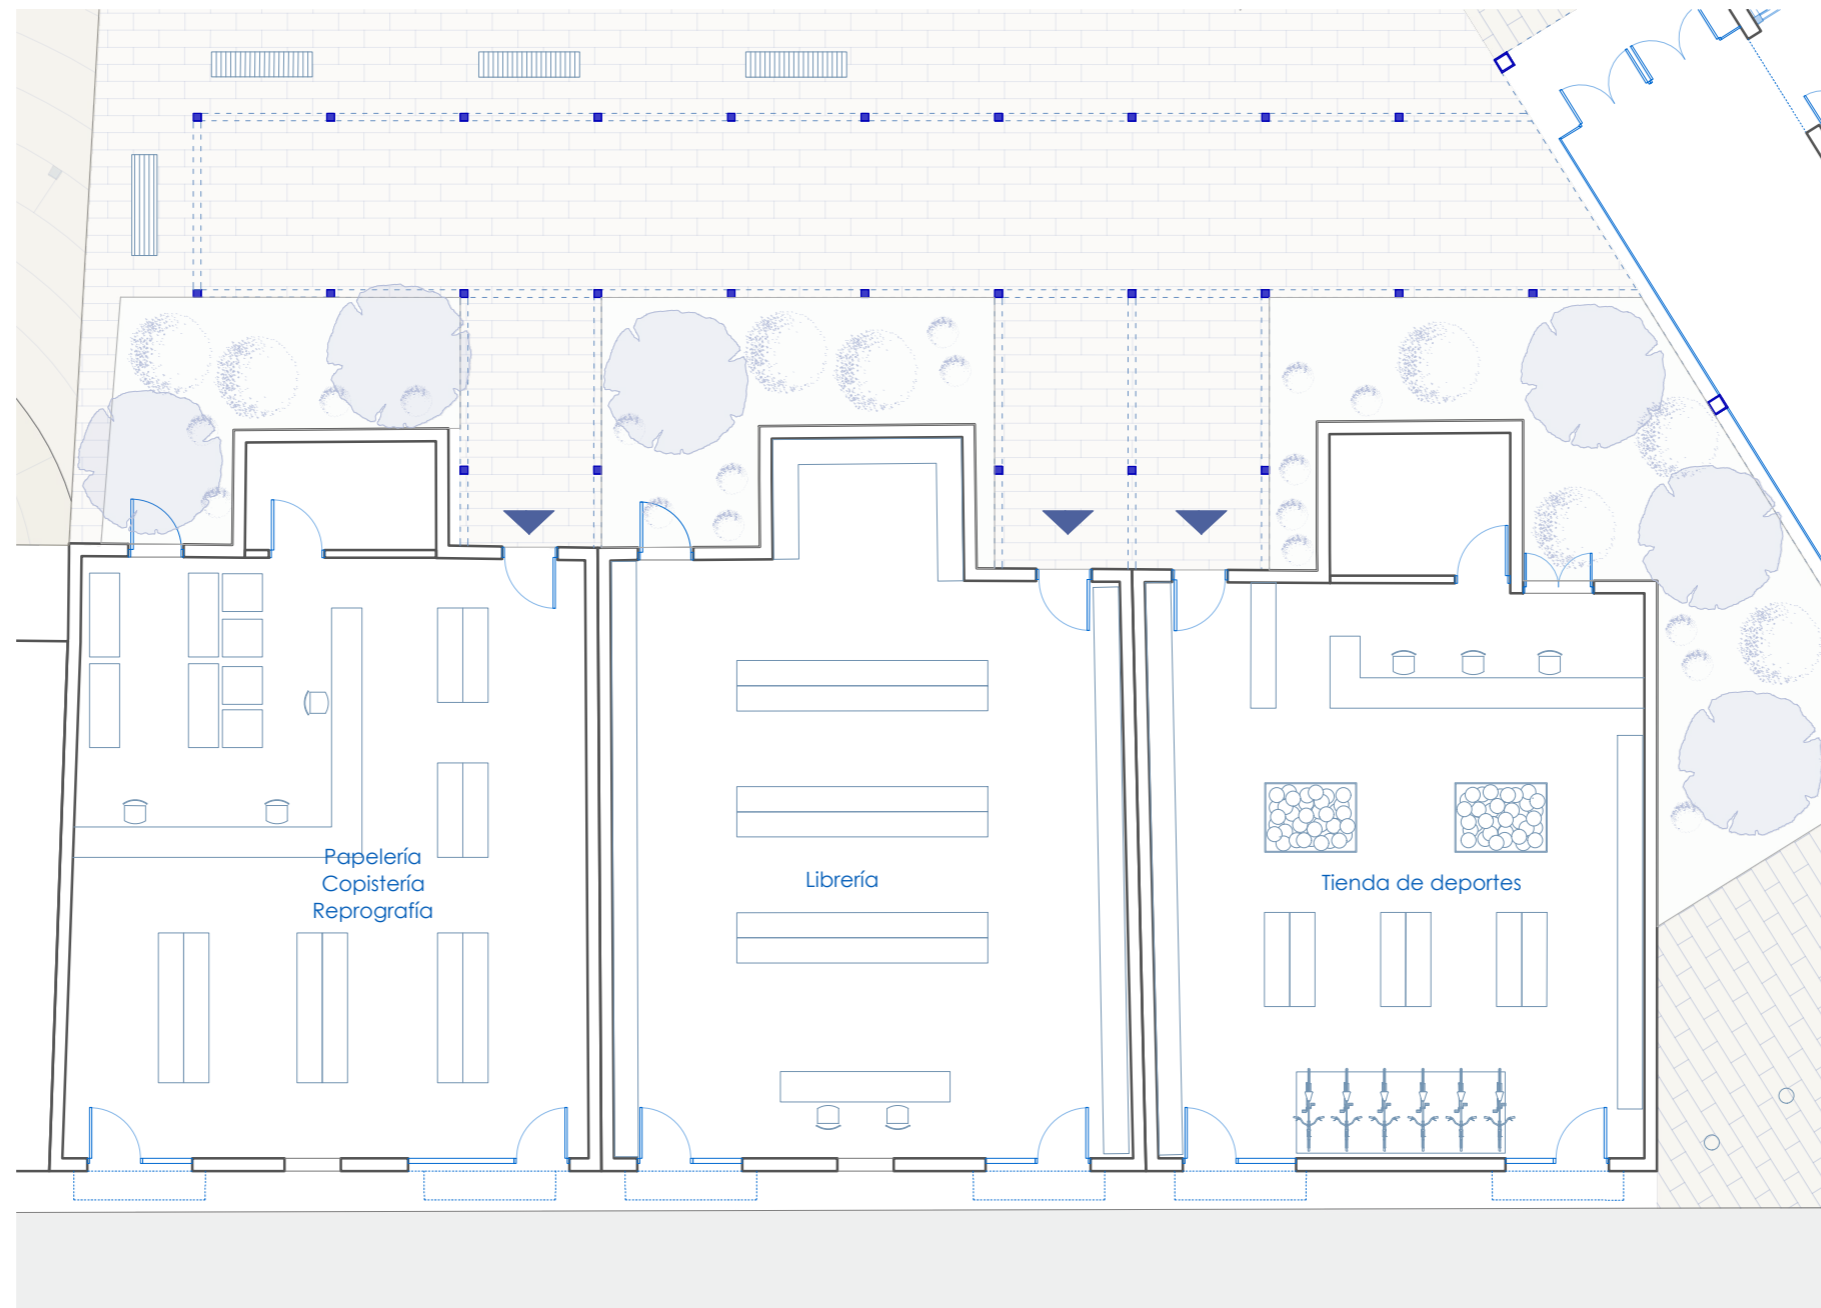 Papelería
Copistería
Reprografía
Librería
Tienda de deportes